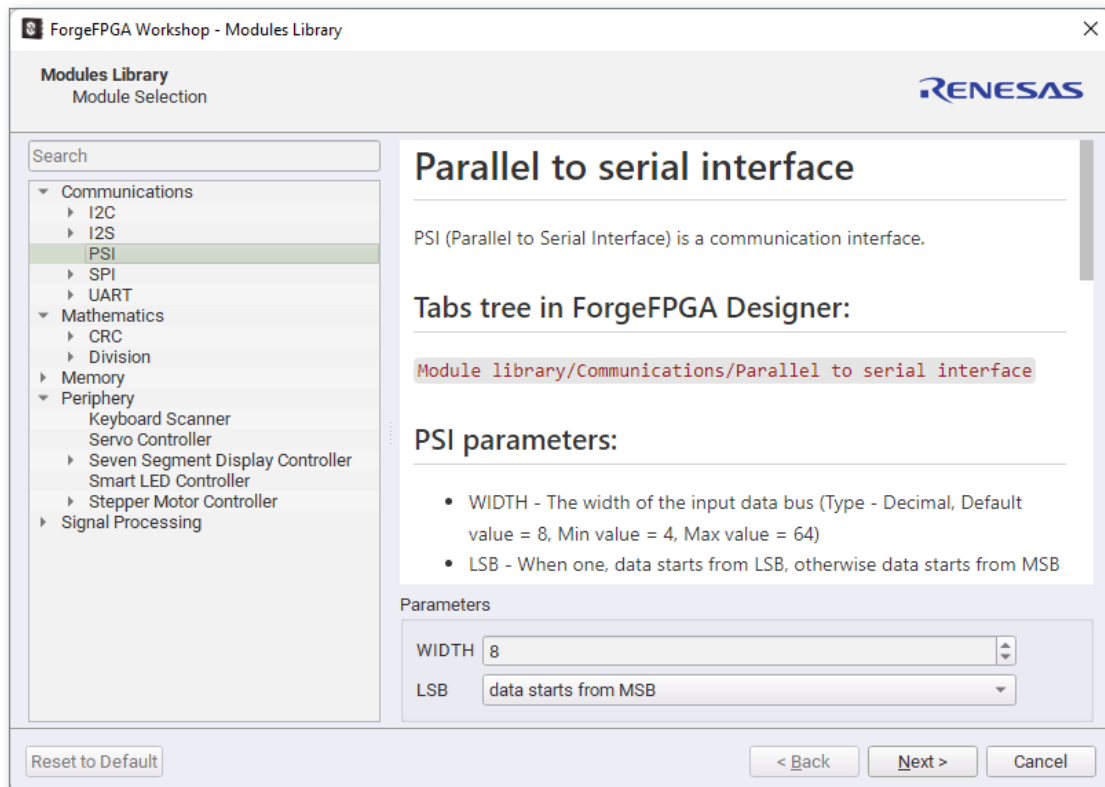 ForgeFPGA Workshop - Modules Library
Modules Library
Module Selection
RENESAS
Search
Communications
I2C
I2S
PSI
SPI
UART
Mathematics
CRC
Division
Memory
Periphery
Keyboard Scanner
Servo Controller
Seven Segment Display Controller
Smart LED Controller
Stepper Motor Controller
Signal Processing
Parallel to serial interface
PSI (Parallel to Serial Interface) is a communication interface.
Tabs tree in ForgeFPGA Designer:
Module library/Communications/Parallel to serial interface
PSI parameters:
• WIDTH - The width of the input data bus (Type - Decimal, Default
value = 8, Min value = 4, Max value = 64)
• LSB - When one, data starts from LSB, otherwise data starts from MSB
Parameters
WIDTH 8
LSB data starts from MSB
Reset to Default
< Back
Next >
Cancel